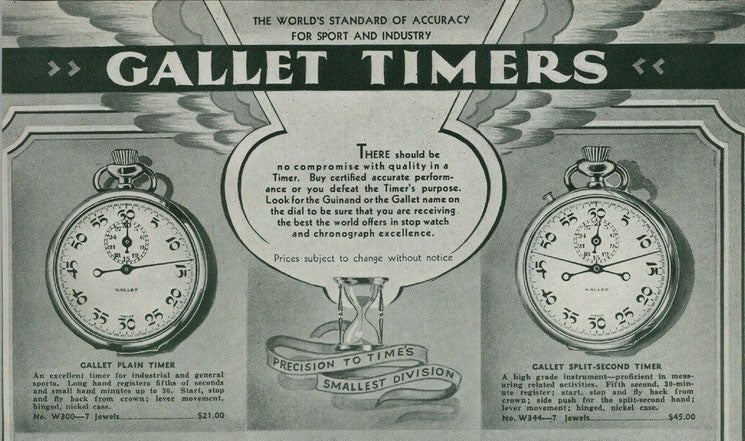 THE WORLD'S STANDARD OF ACCURACY
FOR SPORT AND INDUSTRY
>> GALLET TIMERS <<
THERE should be
no compromise with quality in a
Timer. Buy certified accurate perform-
ance or you defeat the Timer's purpose.
Look for the Guinand or the Gallet name on
the dial to be sure that you are receiving
the best the world offers in stop watch
and chronograph excellence.
Prices subject to change without notice
GALLET
GALLET
PRECISION TO TIME'S
SMALLEST DIVISION
GALLET PLAIN TIMER
An excellent timer for industrial and general
sports. Long hand registers fifths of seconds
and small hand minutes up to 30. Start, stop
and fly back from crown; lever movement,
hinged, nickel case.
No. W300—7 Jewels $21.00
GALLET SPLIT-SECOND TIMER
A high grade instrument—proficient in meas-
uring related activities. Fifth second, 30-min-
ute register; start, stop and fly back from
crown; side push for the split-second hand;
lever movement; hinged, nickel case.
No. W344—7 Jewels $45.00